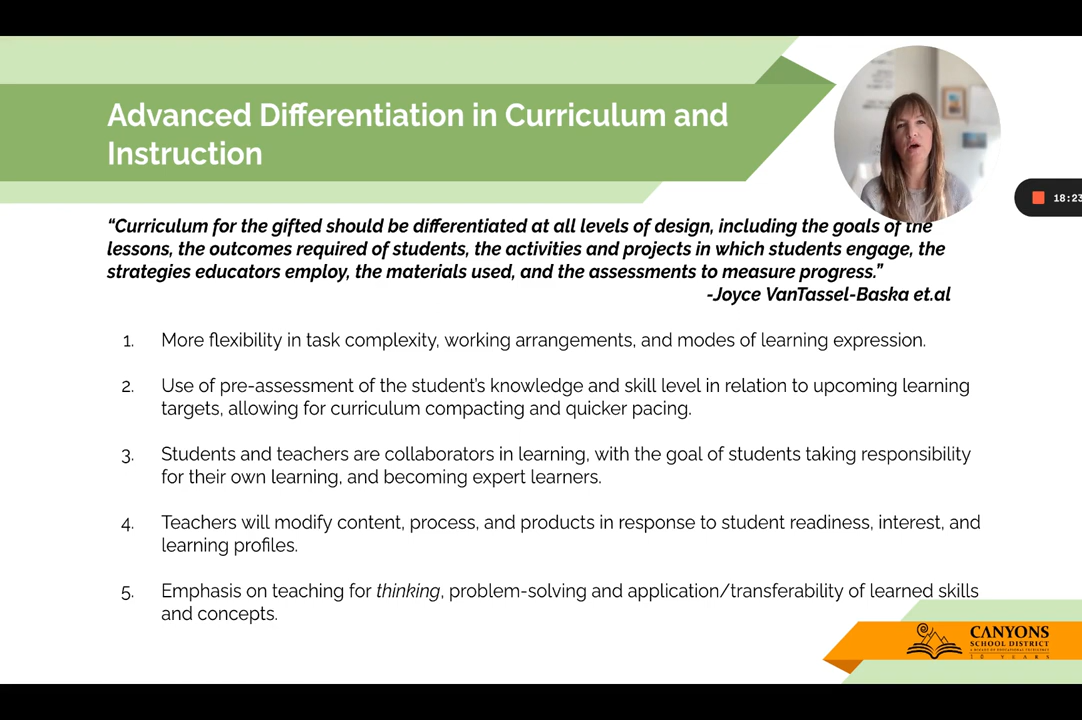 Advanced Differentiation in Curriculum and
Instruction
18:23
“Curriculum for the gifted should be differentiated at all levels of design, including the goals of the
lessons, the outcomes required of students, the activities and projects in which students engage, the
strategies educators employ, the materials used, and the assessments to measure progress.”
-Joyce VanTassel-Baska et.al
1. More flexibility in task complexity, working arrangements, and modes of learning expression.
2. Use of pre-assessment of the student’s knowledge and skill level in relation to upcoming learning
targets, allowing for curriculum compacting and quicker pacing.
3. Students and teachers are collaborators in learning, with the goal of students taking responsibility
for their own learning, and becoming expert learners.
4. Teachers will modify content, process, and products in response to student readiness, interest, and
learning profiles.
5. Emphasis on teaching for thinking, problem-solving and application/transferability of learned skills
and concepts.
CANYONS
SCHOOL DISTRICT
10 YEARS